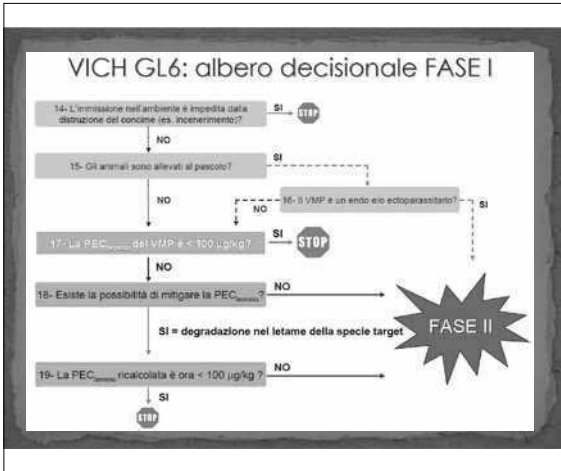 VICH GL6: albero decisionale FASE I
14- L'immissione nell'ambiente è impedita dalla
distruzione del concime (es. incenerimento)?
SI
STOP
NO
15- Gli animali sono allevati al pascolo?
SI
NO
16- Il VMP è un endo e/o ectoparassitario?
NO
SI
17- La PECterreno del VMP è < 100 µg/kg?
SI
STOP
NO
18- Esiste la possibilità di mitigare la PECterreno?
NO
FASE II
SI = degradazione nel letame della specie target
19- La PECterreno ricalcolata è ora < 100 µg/kg ?
NO
SI
STOP